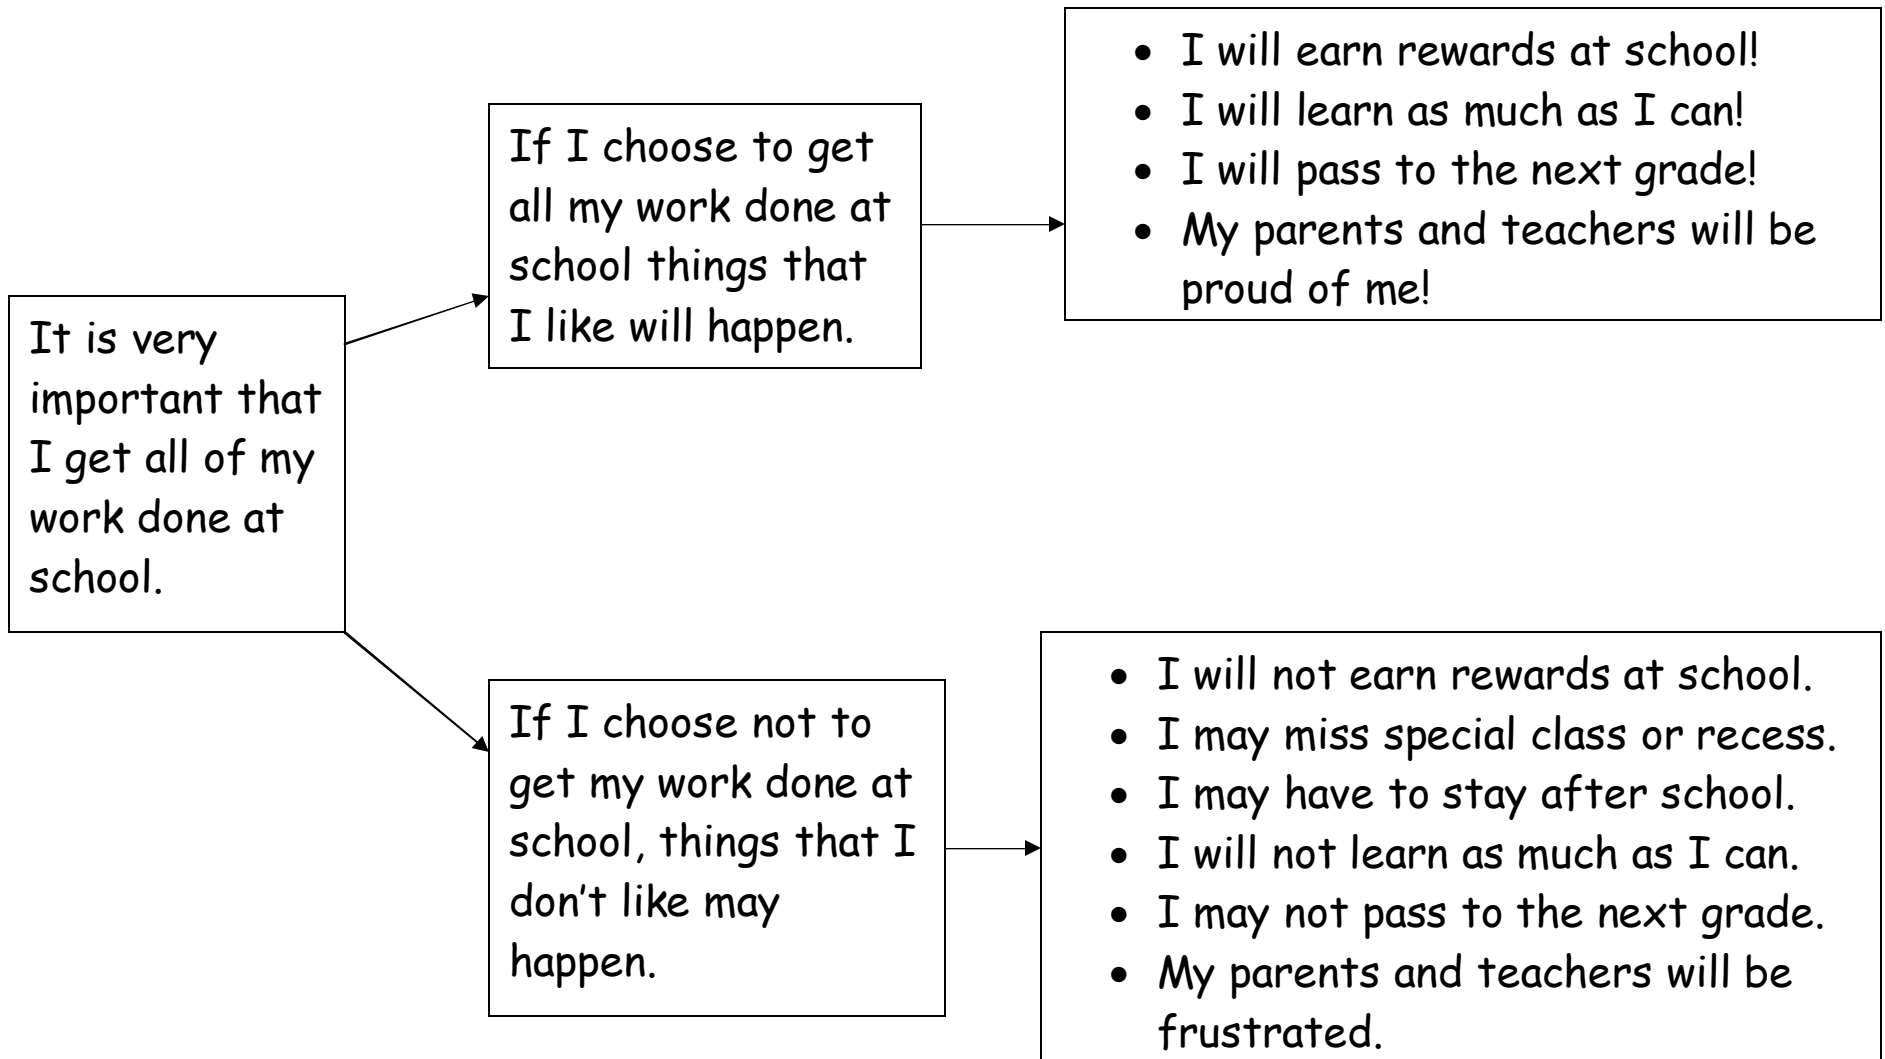 It is very
important that
I get all of my
work done at
school.
If I choose to get
all my work done at
school things that
I like will happen.
• I will earn rewards at school!
• I will learn as much as I can!
• I will pass to the next grade!
• My parents and teachers will be
proud of me!
If I choose not to
get my work done at
school, things that I
don't like may
happen.
• I will not earn rewards at school.
• I may miss special class or recess.
• I may have to stay after school.
• I will not learn as much as I can.
• I may not pass to the next grade.
• My parents and teachers will be
frustrated.